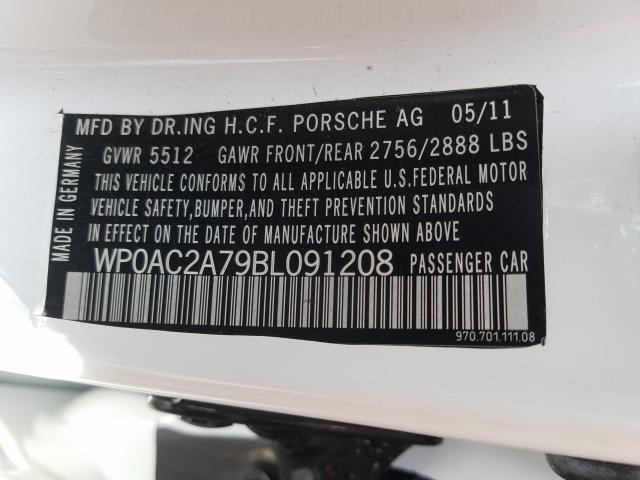 MFD BY DR.ING H.C.F. PORSCHE AG 05/11
GVWR 5512 GAWR FRONT/REAR 2756/2888 LBS
THIS VEHICLE CONFORMS TO ALL APPLICABLE U.S.FEDERAL MOTOR
VEHICLE SAFETY,BUMPER,AND THEFT PREVENTION STANDARDS
IN EFFECT ON THE DATE OF MANUFACTURE SHOWN ABOVE
WP0AC2A79BL091208 PASSENGER CAR
970.701.111.08
MADE IN GERMANY